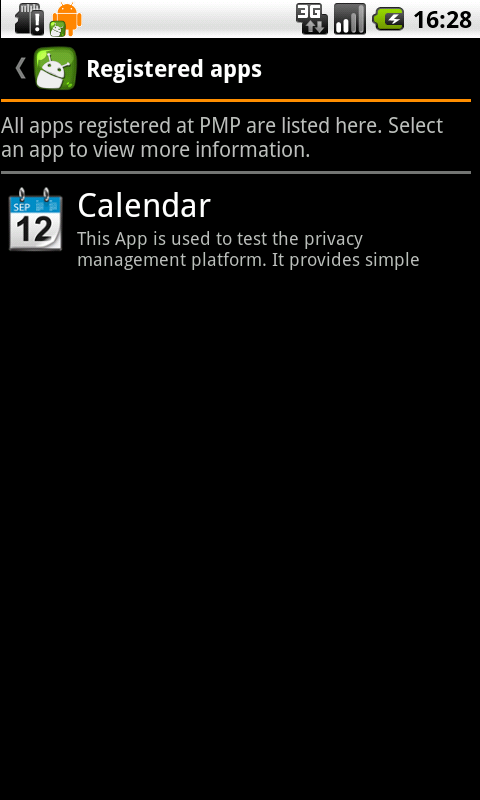 3G 16:28
Registered apps
All apps registered at PMP are listed here. Select
an app to view more information.
SEP
12
Calendar
This App is used to test the privacy
management platform. It provides simple